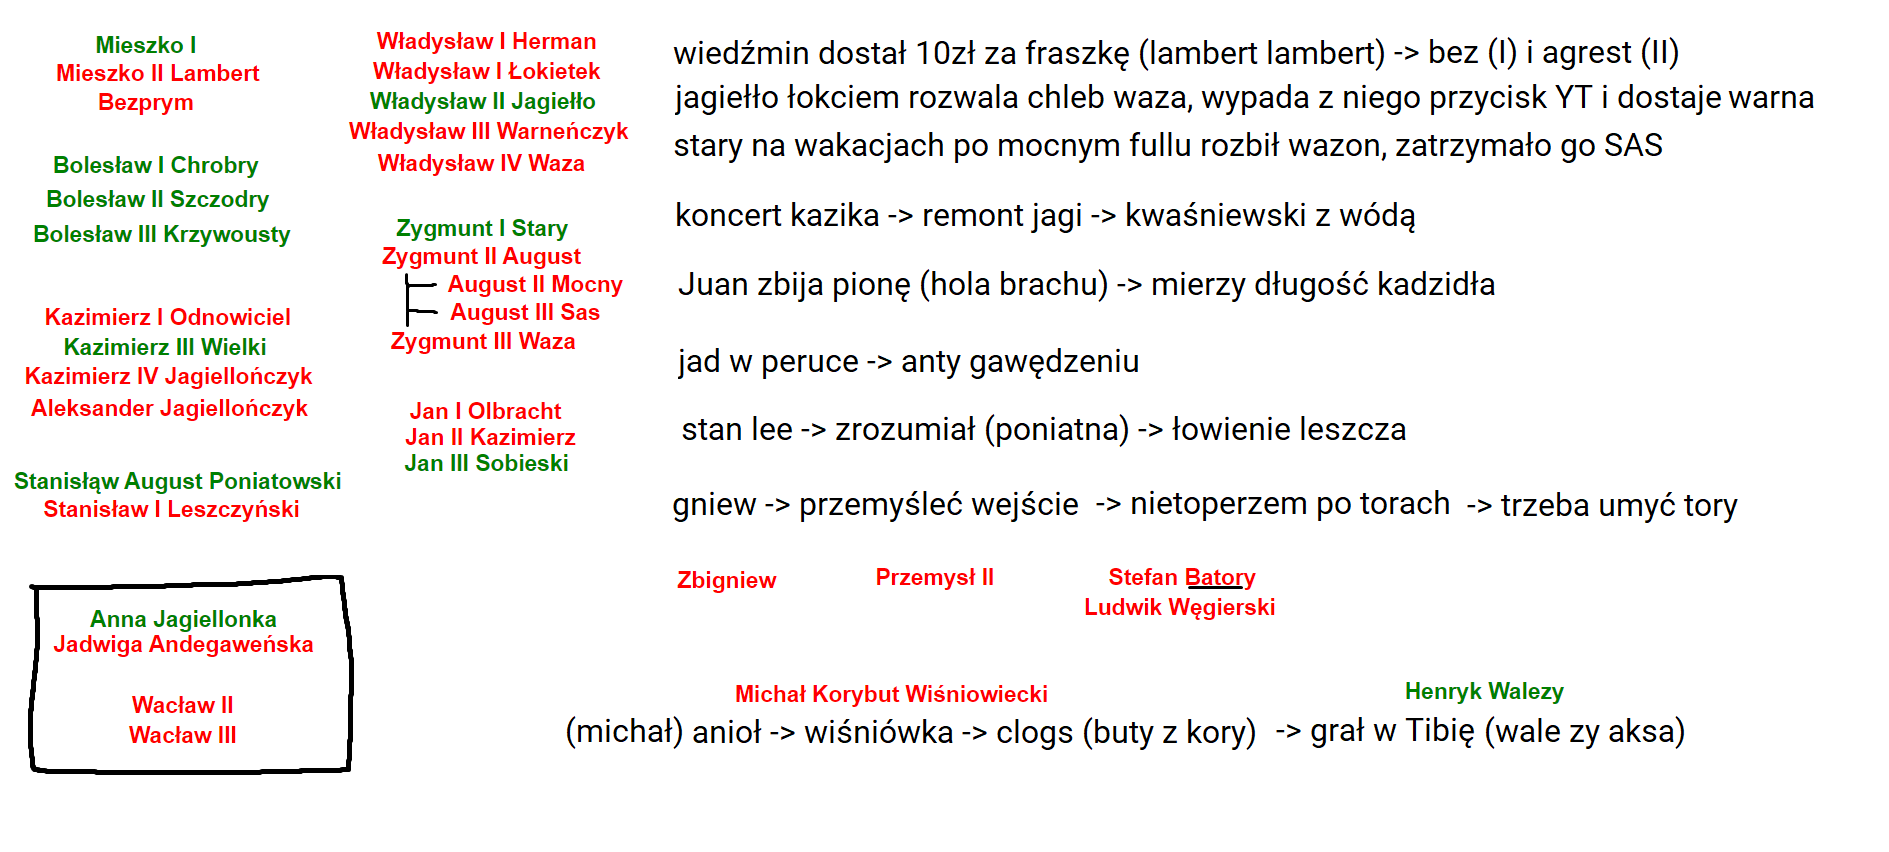 Mieszko I
Mieszko II Lambert
Bezprym
Bolesław I Chrobry
Bolesław II Szczodry
Bolesław III Krzywousty
Kazimierz I Odnowiciel
Kazimierz III Wielki
Kazimierz IV Jagiellończyk
Aleksander Jagiellończyk
Stanisłąw August Poniatowski
Stanisław I Leszczyński
Anna Jagiellonka
Jadwiga Andegaweńska
Wacław II
Wacław III
Władysław I Herman
Władysław I Łokietek
Władysław II Jagiełło
Władysław III Warneńczyk
Władysław IV Waza
Zygmunt I Stary
Zygmunt II August
August II Mocny
August III Sas
Zygmunt III Waza
Jan I Olbracht
Jan II Kazimierz
Jan III Sobieski
wiedźmin dostał 10zł za fraszkę (lambert lambert) -> bez (I) i agrest (II)
jagiełło łokciem rozwala chleb waza, wypada z niego przycisk YT i dostaje warna
stary na wakacjach po mocnym fullu rozbił wazon, zatrzymało go SAS
koncert kazika -> remont jagi -> kwaśniewski z wódą
Juan zbija pionę (hola brachu) -> mierzy długość kadzidła
jad w peruce -> anty gawędzeniu
stan lee -> zrozumiał (poniatna) -> łowienie leszcza
gniew -> przemyśleć wejście -> nietoperzem po torach -> trzeba umyć tory
Zbigniew
Przemysł II
Stefan Batory
Ludwik Węgierski
Michał Korybut Wiśniowiecki
Henryk Walezy
(michał) anioł -> wiśniówka -> clogs (buty z kory) -> grał w Tibię (wale zy aksa)